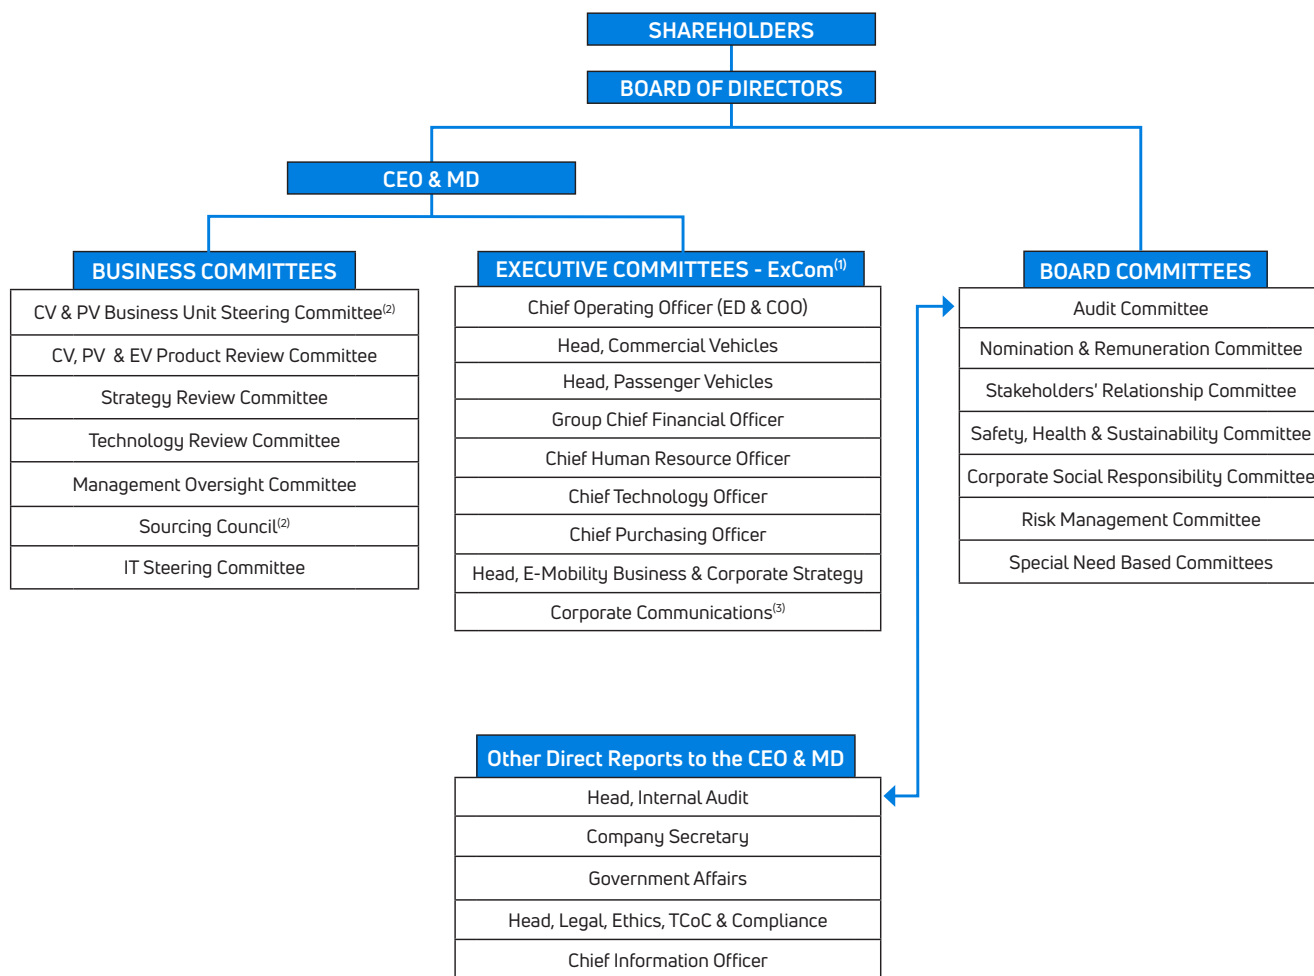 SHAREHOLDERS
BOARD OF DIRECTORS
CEO & MD
BUSINESS COMMITTEES
CV & PV Business Unit Steering Committee(2)
CV, PV & EV Product Review Committee
Strategy Review Committee
Technology Review Committee
Management Oversight Committee
Sourcing Council(2)
IT Steering Committee
EXECUTIVE COMMITTEES - ExCom(1)
Chief Operating Officer (ED & COO)
Head, Commercial Vehicles
Head, Passenger Vehicles
Group Chief Financial Officer
Chief Human Resource Officer
Chief Technology Officer
Chief Purchasing Officer
Head, E-Mobility Business & Corporate Strategy
Corporate Communications(3)
BOARD COMMITTEES
Audit Committee
Nomination & Remuneration Committee
Stakeholders' Relationship Committee
Safety, Health & Sustainability Committee
Corporate Social Responsibility Committee
Risk Management Committee
Special Need Based Committees
Other Direct Reports to the CEO & MD
Head, Internal Audit
Company Secretary
Government Affairs
Head, Legal, Ethics, TCoC & Compliance
Chief Information Officer